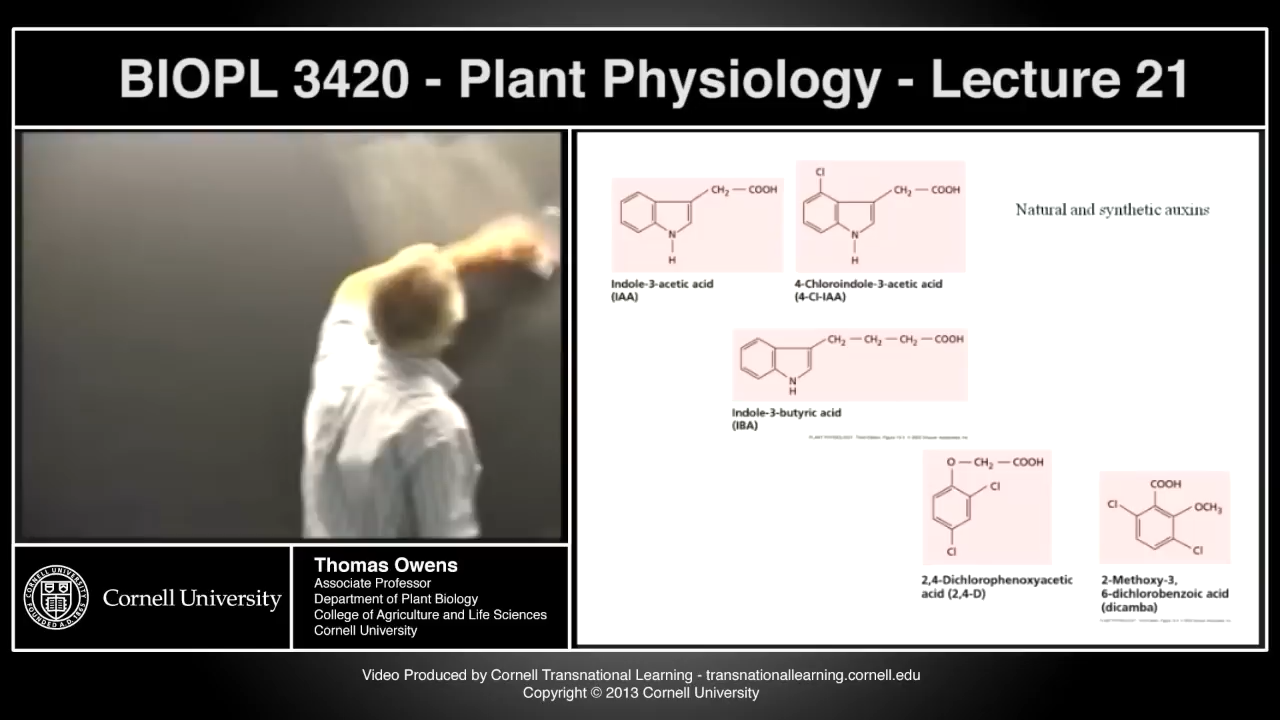 BIOPL 3420 - Plant Physiology - Lecture 21
Natural and synthetic auxins
CH2 — COOH
N
H
Indole-3-acetic acid
(IAA)
Cl
CH2 — COOH
N
H
4-Chloroindole-3-acetic acid
(4-Cl-IAA)
CH2 — CH2 — CH2 — COOH
N
H
Indole-3-butyric acid
(IBA)
O — CH2 — COOH
Cl
Cl
2,4-Dichlorophenoxyacetic
acid (2,4-D)
COOH
Cl
OCH3
Cl
2-Methoxy-3,
6-dichlorobenzoic acid
(dicamba)
Cornell University
Thomas Owens
Associate Professor
Department of Plant Biology
College of Agriculture and Life Sciences
Cornell University
Video Produced by Cornell Transnational Learning - transnationallearning.cornell.edu
Copyright © 2013 Cornell University